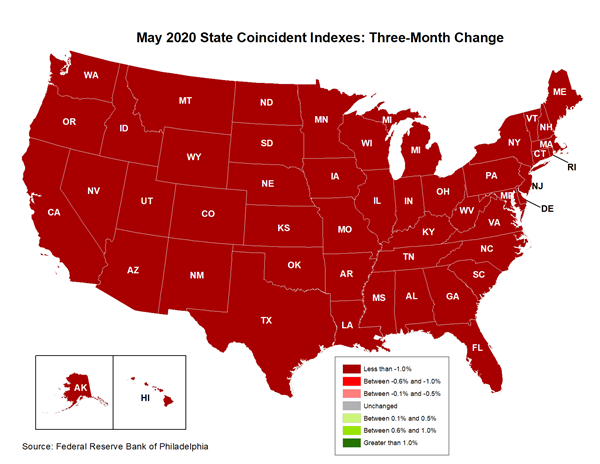 May 2020 State Coincident Indexes: Three-Month Change
WA
MT
ND
MN
MI
ME
VT
NH
OR
ID
SD
WI
MI
NY
MA
CT
RI
WY
IA
PA
NJ
NV
NE
IL
IN
OH
MD
DE
CA
UT
CO
KS
MO
WV
VA
KY
NC
AZ
NM
OK
AR
TN
SC
MS
AL
GA
TX
LA
FL
AK
HI
Less than -1.0%
Between -0.6% and -1.0%
Between -0.1% and -0.5%
Unchanged
Between 0.1% and 0.5%
Between 0.6% and 1.0%
Greater than 1.0%
Source: Federal Reserve Bank of Philadelphia